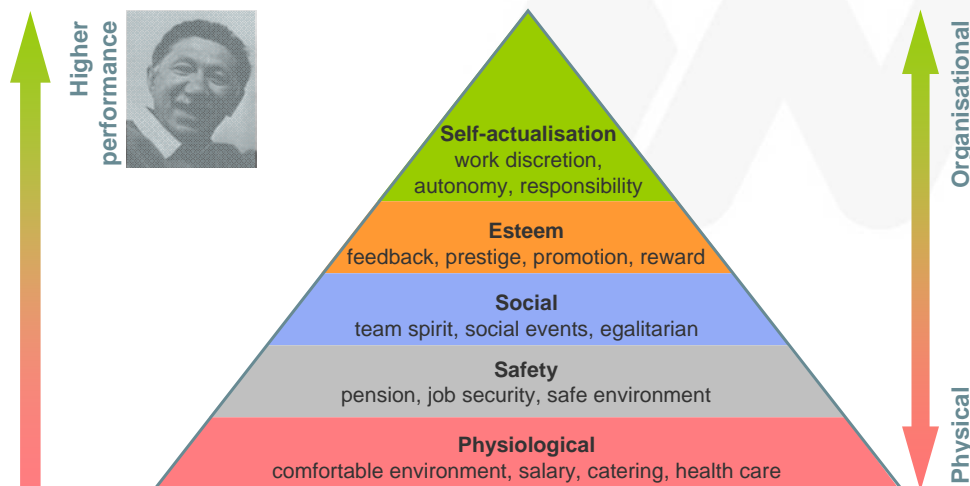 Higher
performance
Self-actualisation
work discretion,
autonomy, responsibility
Esteem
feedback, prestige, promotion, reward
Social
team spirit, social events, egalitarian
Safety
pension, job security, safe environment
Physiological
comfortable environment, salary, catering, health care
Organisational
Physical